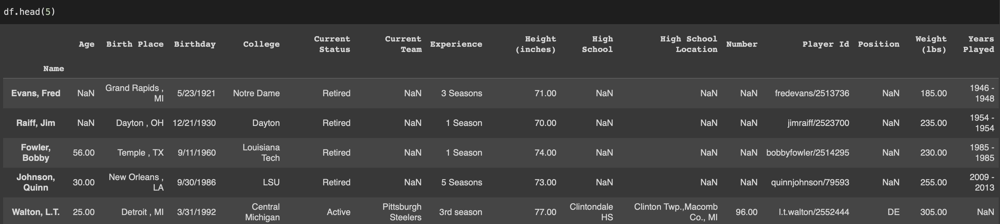 df.head(5)
Age Birth Place Birthday College Current Status Current Team Experience Height (inches) High School High School Location Number Player Id Position Weight (lbs) Years Played
Name
Evans, Fred NaN Grand Rapids , MI 5/23/1921 Notre Dame Retired NaN 3 Seasons 71.00 NaN NaN NaN fredevans/2513736 NaN 185.00 1946 - 1948
Raiff, Jim NaN Dayton , OH 12/21/1930 Dayton Retired NaN 1 Season 70.00 NaN NaN NaN jimraiff/2523700 NaN 235.00 1954 - 1954
Fowler, Bobby 56.00 Temple , TX 9/11/1960 Louisiana Tech Retired NaN 1 Season 74.00 NaN NaN NaN bobbyfowler/2514295 NaN 230.00 1985 - 1985
Johnson, Quinn 30.00 New Orleans , LA 9/30/1986 LSU Retired NaN 5 Seasons 73.00 NaN NaN NaN quinnjohnson/79593 NaN 255.00 2009 - 2013
Walton, L.T. 25.00 Detroit , MI 3/31/1992 Central Michigan Active Pittsburgh Steelers 3rd season 77.00 Clintondale HS Clinton Twp.,Macomb Co., MI 96.00 l.t.walton/2552444 DE 305.00 NaN